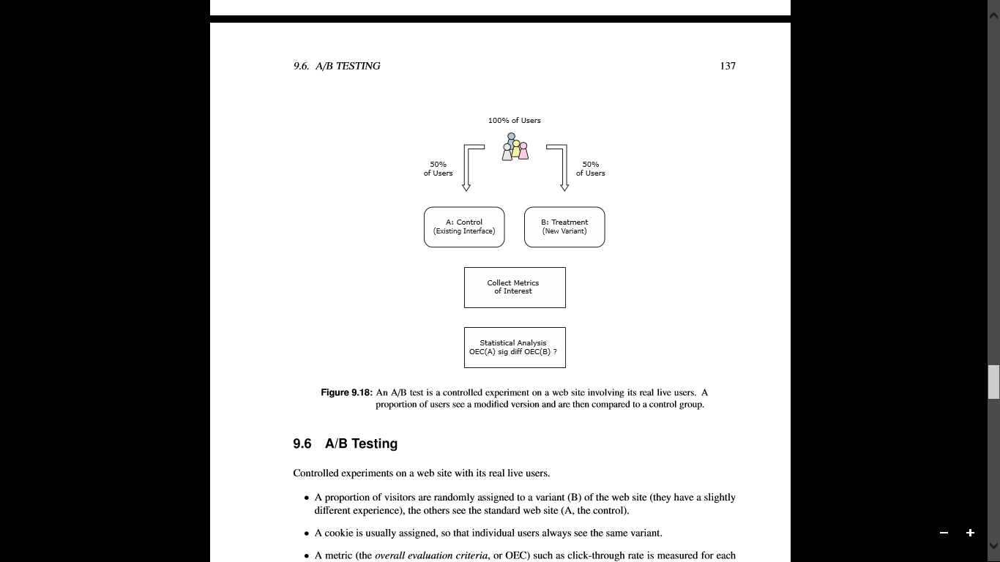 9.6. A/B TESTING 137
100% of Users
50%
of Users
50%
of Users
A: Control
(Existing Interface)
B: Treatment
(New Variant)
Collect Metrics
of Interest
Statistical Analysis
OEC(A) sig diff OEC(B) ?
Figure 9.18: An A/B test is a controlled experiment on a web site involving its real live users. A
proportion of users see a modified version and are then compared to a control group.
9.6 A/B Testing
Controlled experiments on a web site with its real live users.
• A proportion of visitors are randomly assigned to a variant (B) of the web site (they have a slightly
different experience), the others see the standard web site (A, the control).
• A cookie is usually assigned, so that individual users always see the same variant.
• A metric (the overall evaluation criteria, or OEC) such as click-through rate is measured for each